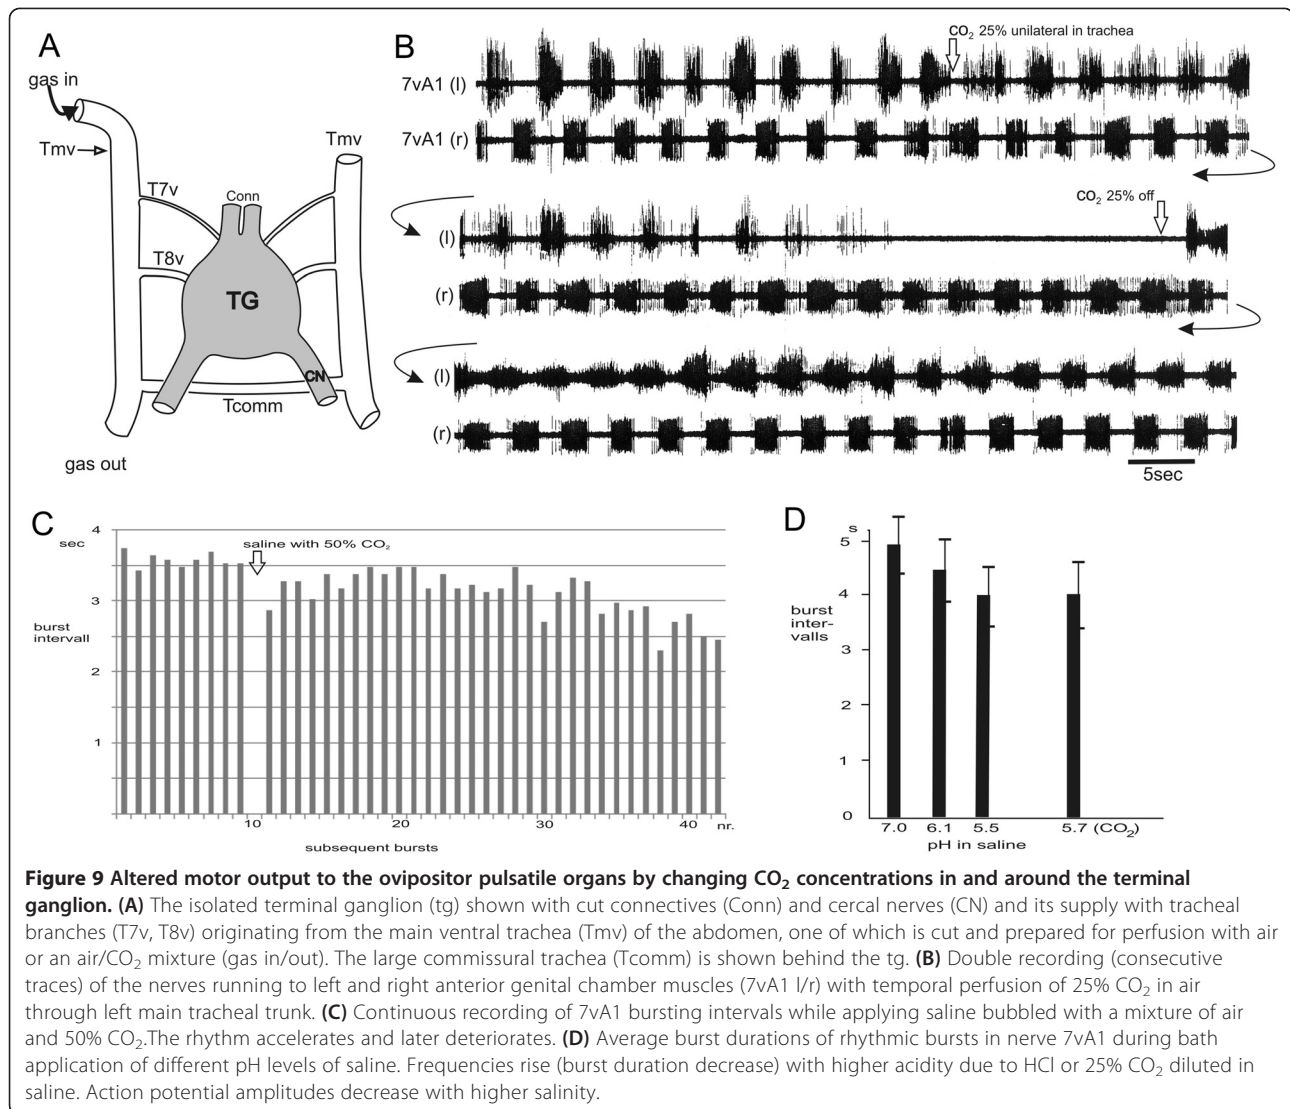 A
gas in
Tmv
Tmv
T7v
Conn
T8v
TG
CN
Tcomm
gas out
B
CO₂ 25% unilateral in trachea
7vA1 (l)
7vA1 (r)
CO₂ 25% off
(l)
(r)
(l)
(r)
5sec
C
4
sec
saline with 50% CO₂
3
burst
intervall
2
1
10
20
30
40
nr.
subsequent bursts
D
s
5
4
burst
inter-
valls
3
2
1
0
7.0
6.1
5.5
5.7 (CO₂)
pH in saline
Figure 9 Altered motor output to the ovipositor pulsatile organs by changing CO₂ concentrations in and around the terminal
ganglion. (A) The isolated terminal ganglion (tg) shown with cut connectives (Conn) and cercal nerves (CN) and its supply with tracheal
branches (T7v, T8v) originating from the main ventral trachea (Tmv) of the abdomen, one of which is cut and prepared for perfusion with air
or an air/CO₂ mixture (gas in/out). The large commissural trachea (Tcomm) is shown behind the tg. (B) Double recording (consecutive
traces) of the nerves running to left and right anterior genital chamber muscles (7vA1 l/r) with temporal perfusion of 25% CO₂ in air
through left main tracheal trunk. (C) Continuous recording of 7vA1 bursting intervals while applying saline bubbled with a mixture of air
and 50% CO₂.The rhythm accelerates and later deteriorates. (D) Average burst durations of rhythmic bursts in nerve 7vA1 during bath
application of different pH levels of saline. Frequencies rise (burst duration decrease) with higher acidity due to HCl or 25% CO₂ diluted in
saline. Action potential amplitudes decrease with higher salinity.